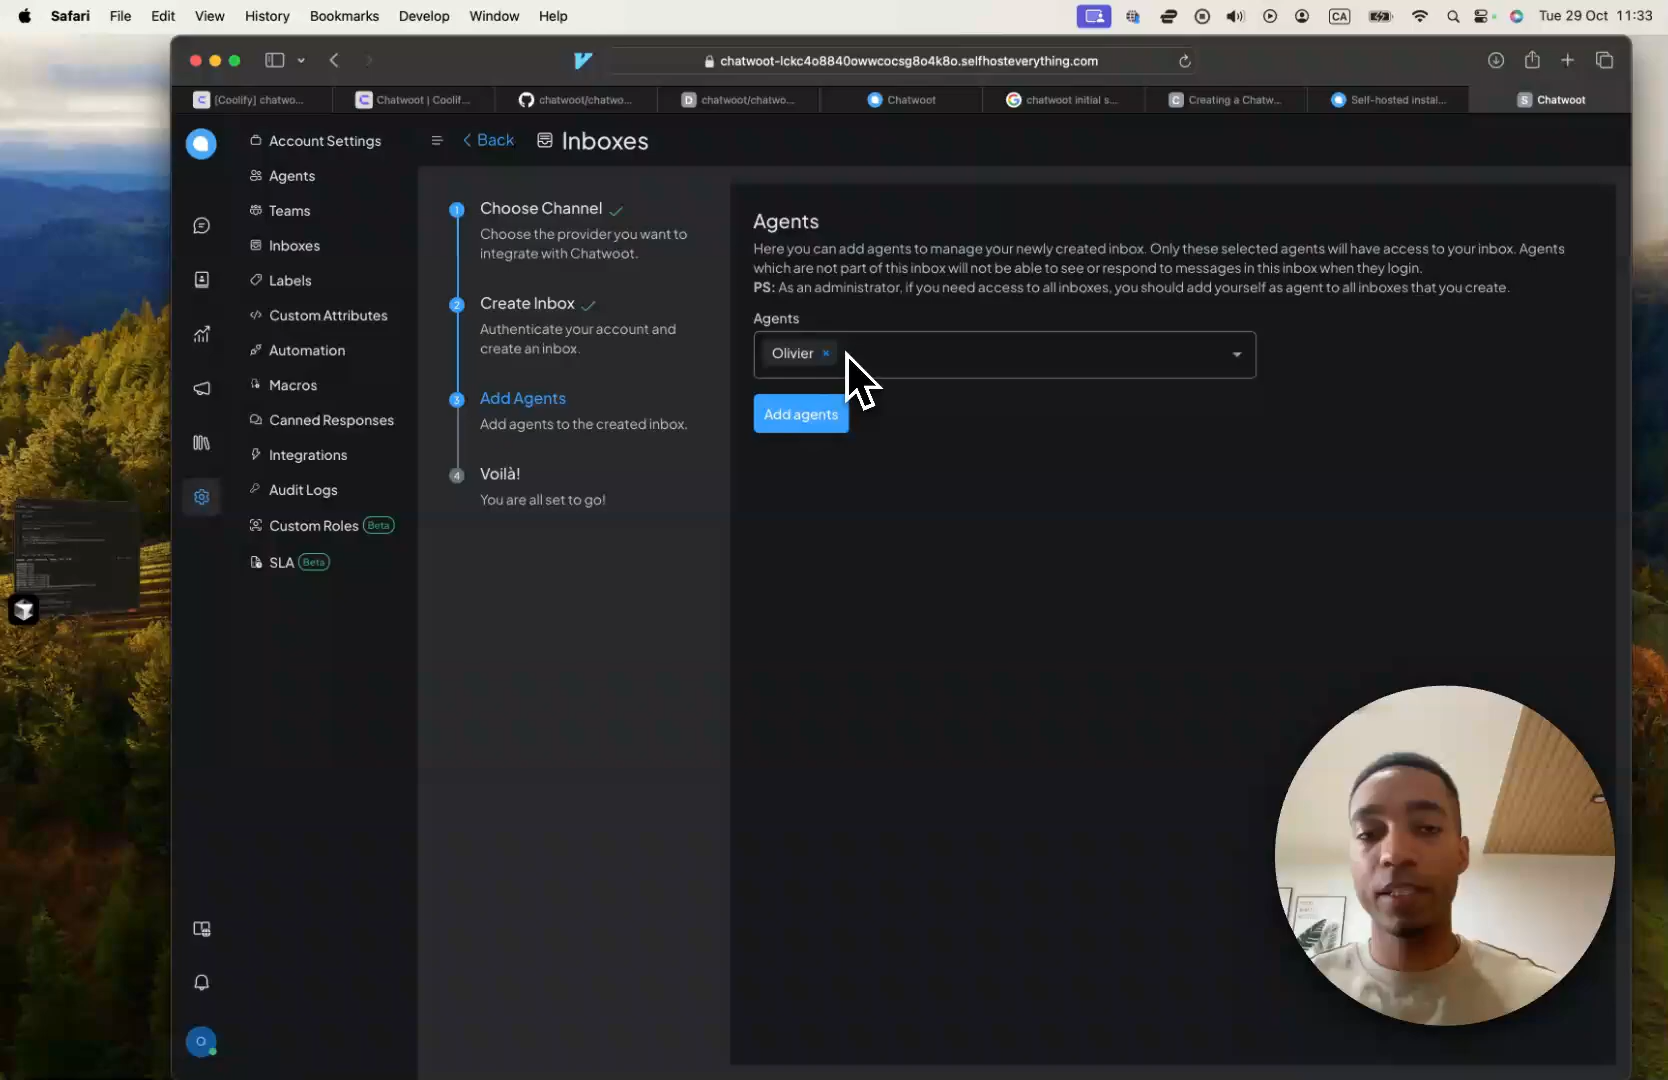 Safari File Edit View History Bookmarks Develop Window Help
CA Tue 29 Oct 11:33
chatwoot-lckc4o8840owwcocsg8o4k8o.selfhosteverything.com
[Coolify] chatwo...
Chatwoot | Coolif...
chatwoot/chatwo...
chatwoot/chatwo...
Chatwoot
chatwoot initial s...
Creating a Chatw...
Self-hosted instal...
Chatwoot
Account Settings
Agents
Teams
Inboxes
Labels
Custom Attributes
Automation
Macros
Canned Responses
Integrations
Audit Logs
Custom Roles Beta
SLA Beta
Back
Inboxes
1 Choose Channel
Choose the provider you want to
integrate with Chatwoot.
2 Create Inbox
Authenticate your account and
create an inbox.
3 Add Agents
Add agents to the created inbox.
4 Voilà!
You are all set to go!
Agents
Here you can add agents to manage your newly created inbox. Only these selected agents will have access to your inbox. Agents
which are not part of this inbox will not be able to see or respond to messages in this inbox when they login.
PS: As an administrator, if you need access to all inboxes, you should add yourself as agent to all inboxes that you create.
Agents
Olivier ×
Add agents
O